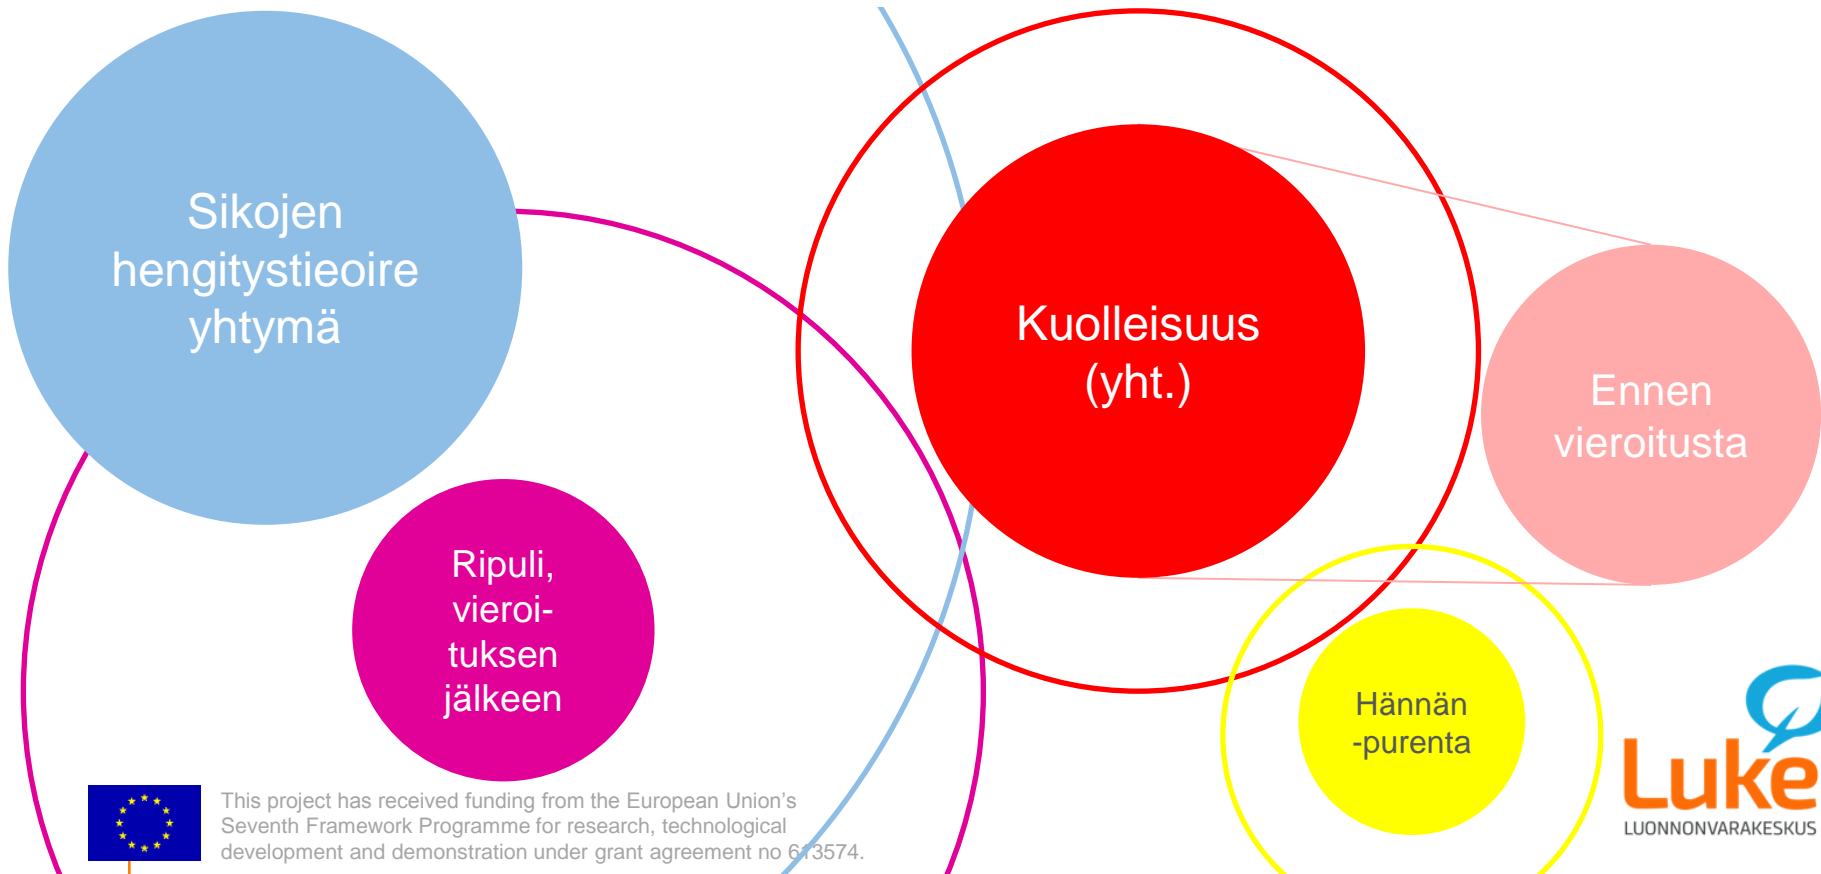 Sikojen
hengitystieoire
yhtymä
Kuolleisuus
(yht.)
Ennen
vieroitusta
Ripuli,
vieroi-
tuksen
jälkeen
Hännän
-purenta
This project has received funding from the European Union's
Seventh Framework Programme for research, technological
development and demonstration under grant agreement no 613574.
Luke
LUONNONVARAKESKUS